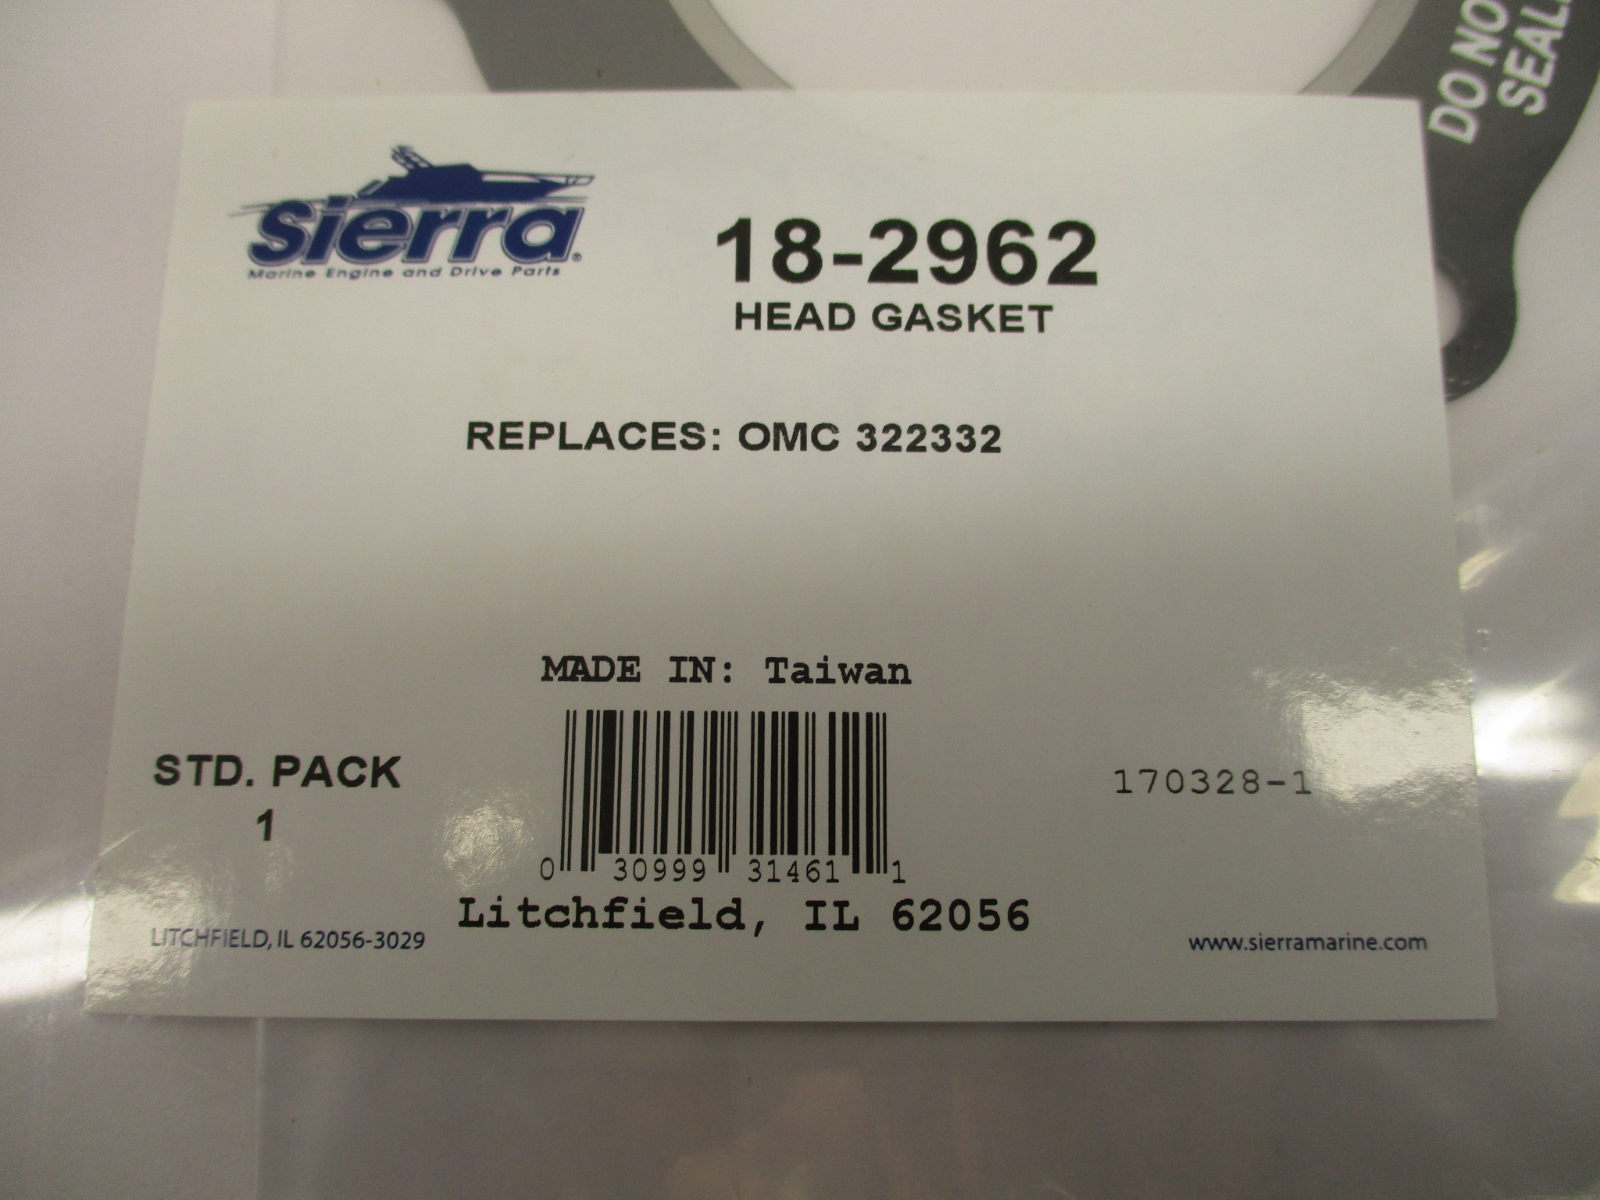 DO NO
SEAL
Sierra®
Marine Engine and Drive Parts
18-2962
HEAD GASKET
REPLACES: OMC 322332
MADE IN: Taiwan
STD. PACK
1
170328-1
0 30999 31461 1
Litchfield, IL 62056
LITCHFIELD, IL 62056-3029
www.sierramarine.com